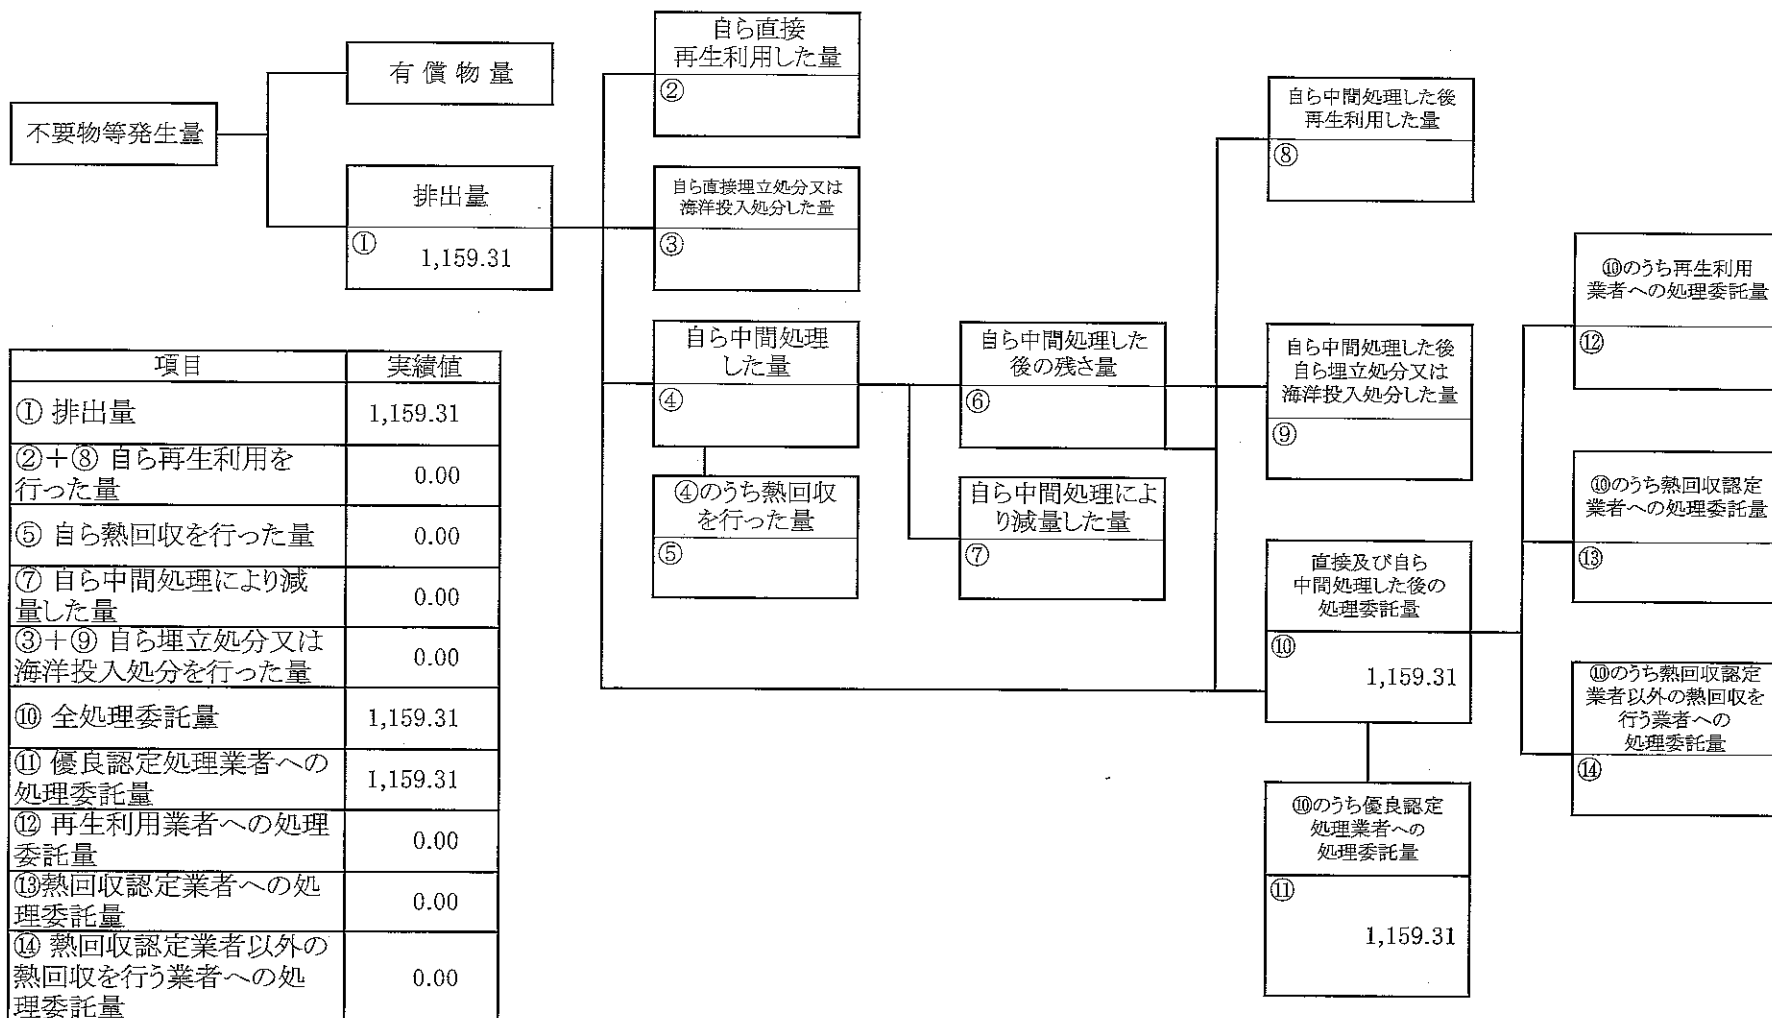 不要物等発生量
有償物量
排出量
①
1,159.31
自ら直接
再生利用した量
②
自ら直接埋立処分又は
海洋投入処分した量
③
自ら中間処理
した量
④
④のうち熱回収
を行った量
⑤
自ら中間処理した
後の残さ量
⑥
自ら中間処理によ
り減量した量
⑦
自ら中間処理した後
再生利用した量
⑧
自ら中間処理した後
自ら埋立処分又は
海洋投入処分した量
⑨
直接及び自ら
中間処理した後の
処理委託量
⑩
1,159.31
⑩のうち優良認定
処理業者への
処理委託量
⑪
1,159.31
⑩のうち再生利用
業者への処理委託量
⑫
⑩のうち熱回収認定
業者への処理委託量
⑬
⑩のうち熱回収認定
業者以外の熱回収を
行う業者への
処理委託量
⑭
項目 実績値
① 排出量 1,159.31
②+⑧ 自ら再生利用を
行った量 0.00
⑤ 自ら熱回収を行った量 0.00
⑦ 自ら中間処理により減
量した量 0.00
③+⑨ 自ら埋立処分又は
海洋投入処分を行った量 0.00
⑩ 全処理委託量 1,159.31
⑪ 優良認定処理業者への
処理委託量 1,159.31
⑫ 再生利用業者への処理
委託量 0.00
⑬熱回収認定業者への処
理委託量 0.00
⑭ 熱回収認定業者以外の
熱回収を行う業者への処
理委託量 0.00